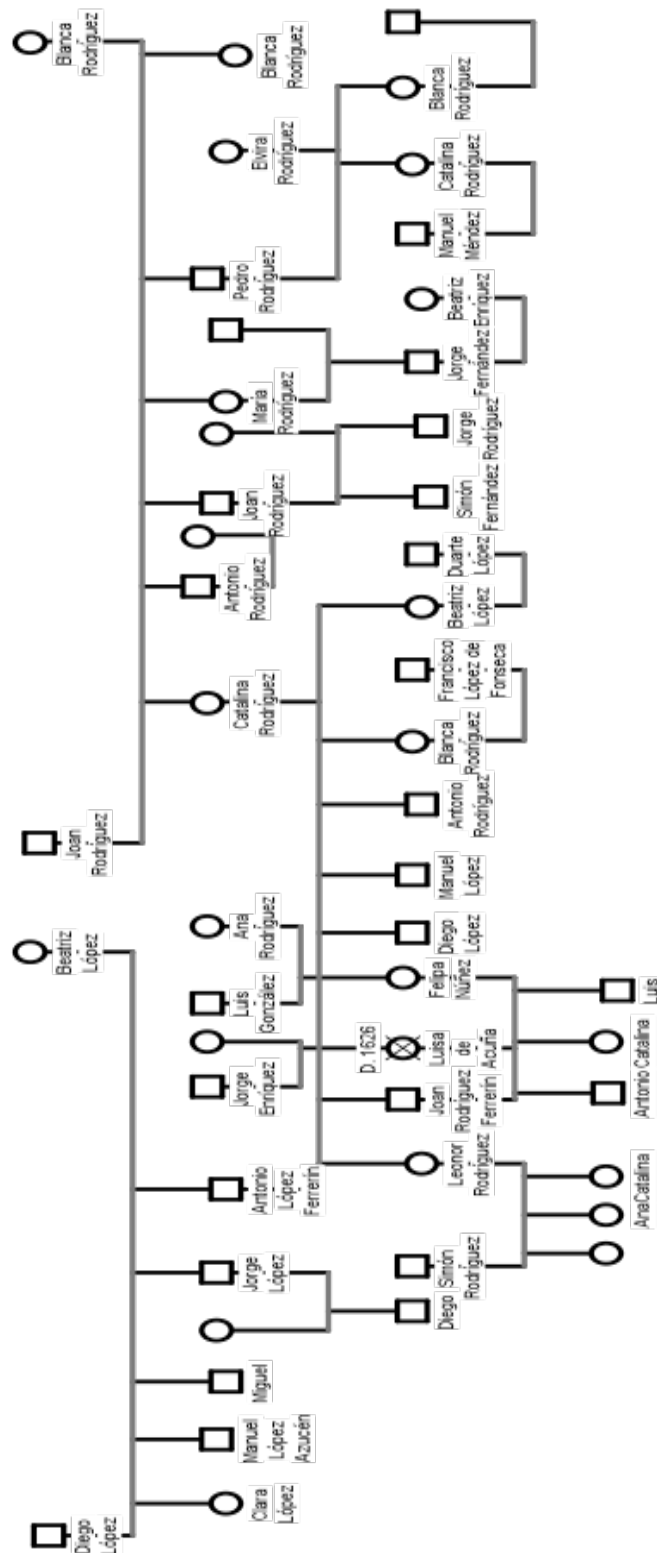 Diego
López
Beatriz
López
Joan
Rodríguez
Blanca
Rodríguez
Clara
López
Manuel
López
Azucén
Miguel
Jorge
López
Antonio
López
Ferrerín
Jorge
Enríquez
Luis
González
Ana
Rodríguez
Catalina
Rodríguez
Antonio
Rodríguez
Joan
Rodríguez
María
Rodríguez
Pedro
Rodríguez
Elvira
Rodríguez
Blanca
Rodríguez
D. 1626
Diego
Simón
Rodríguez
Leonor
Rodríguez
Joan
Rodríguez
Ferrerín
Luisa
de
Acuña
Felipa
Núñez
Diego
López
Manuel
López
Antonio
Rodríguez
Blanca
Rodríguez
Francisco
López de
Fonseca
Beatriz
López
Duarte
López
Simón
Fernández
Jorge
Rodríguez
Jorge
Fernández
Beatriz
Enríquez
Manuel
Méndez
Catalina
Rodríguez
Blanca
Rodríguez
Ana Catalina
Antonio Catalina
Luis